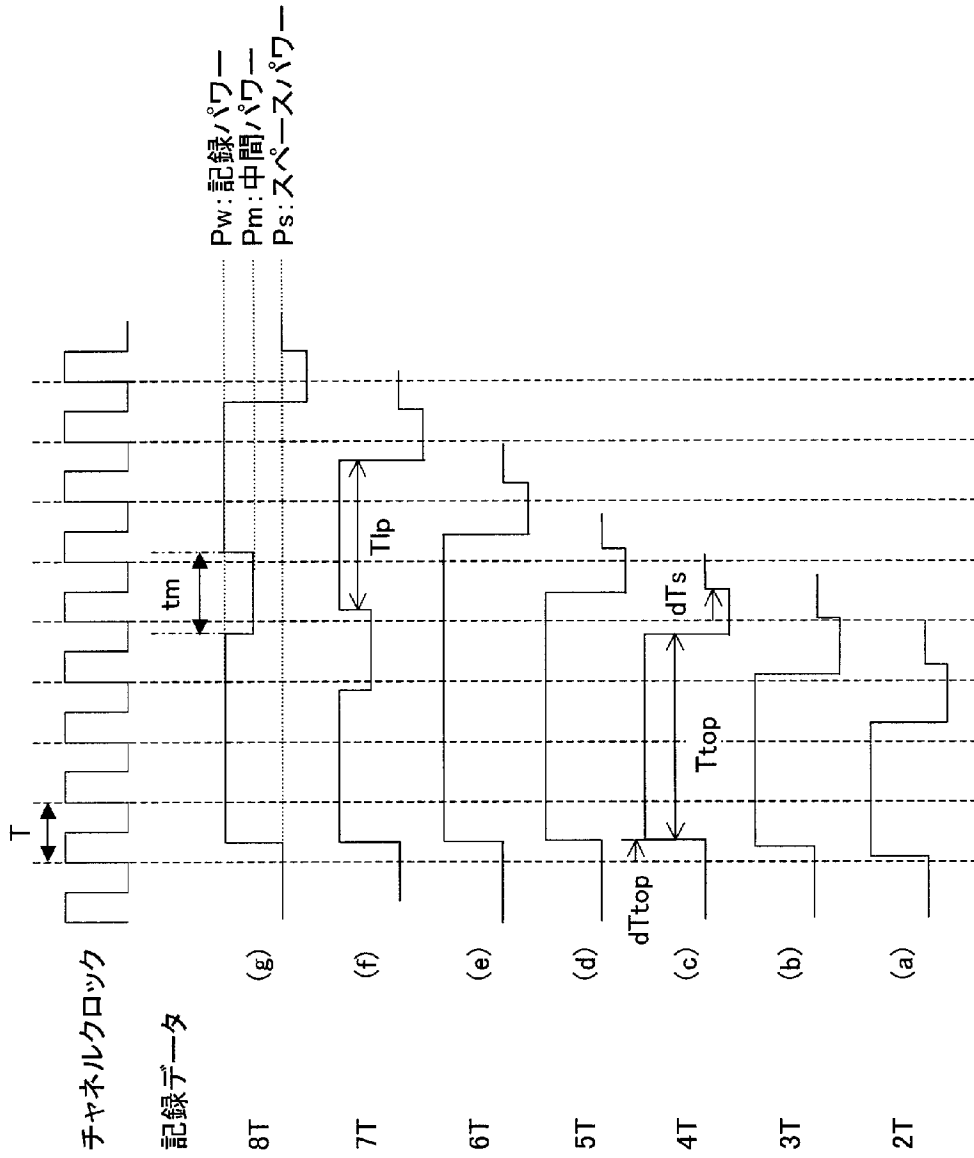 T
チャネルクロック
記録データ
Pw:記録パワー
Pm:中間パワー
Ps:スペースパワー
tm
8T (g)
7T (f)
Tlp
6T (e)
5T (d)
dTtop
4T (c)
Ttop
dTs
3T (b)
2T (a)